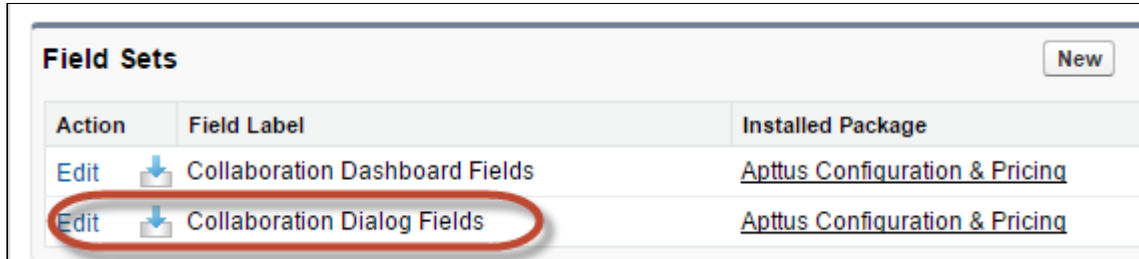 Field Sets New
Action Field Label Installed Package
Edit Collaboration Dashboard Fields Apttus Configuration & Pricing
Edit Collaboration Dialog Fields Apttus Configuration & Pricing